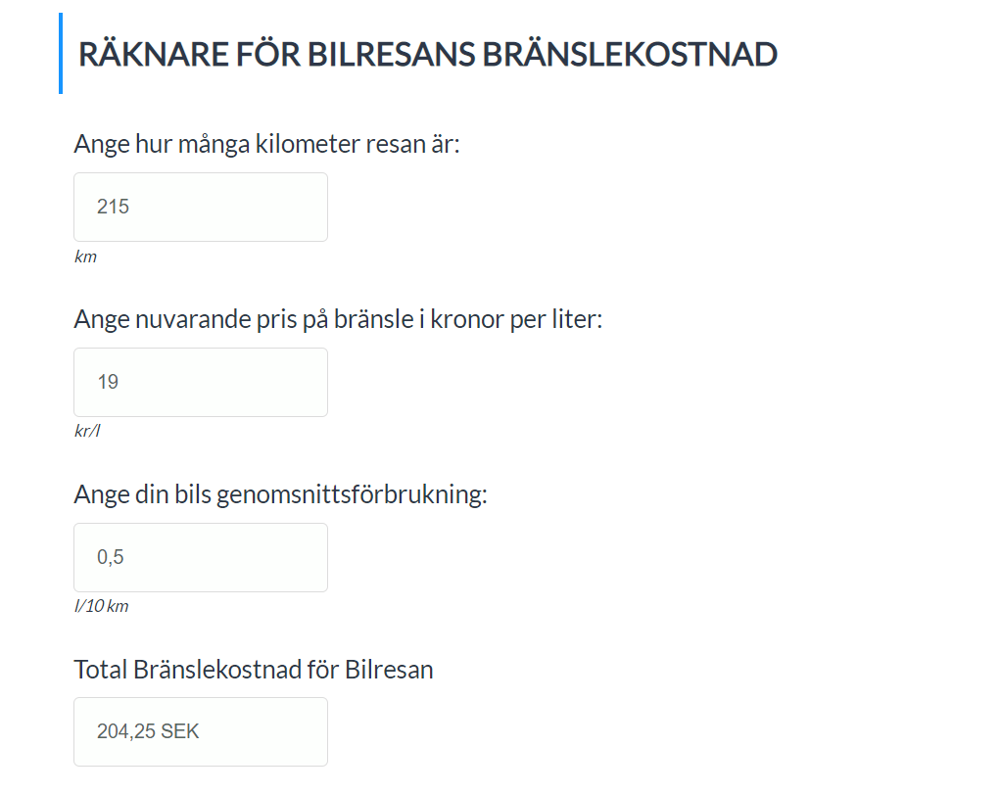 RÄKNARE FÖR BILRESANS BRÄNSLEKOSTNAD
Ange hur många kilometer resan är:
215
km
Ange nuvarande pris på bränsle i kronor per liter:
19
kr/l
Ange din bils genomsnittsförbrukning:
0,5
l/10 km
Total Bränslekostnad för Bilresan
204,25 SEK